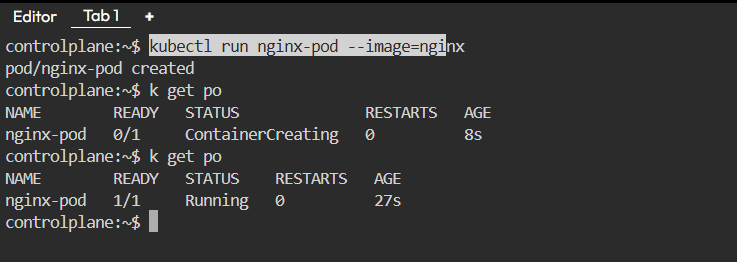 Editor Tab 1 +
controlplane:~$ kubectl run nginx-pod --image=nginx
pod/nginx-pod created
controlplane:~$ k get po
NAME READY STATUS RESTARTS AGE
nginx-pod 0/1 ContainerCreating 0 8s
controlplane:~$ k get po
NAME READY STATUS RESTARTS AGE
nginx-pod 1/1 Running 0 27s
controlplane:~$